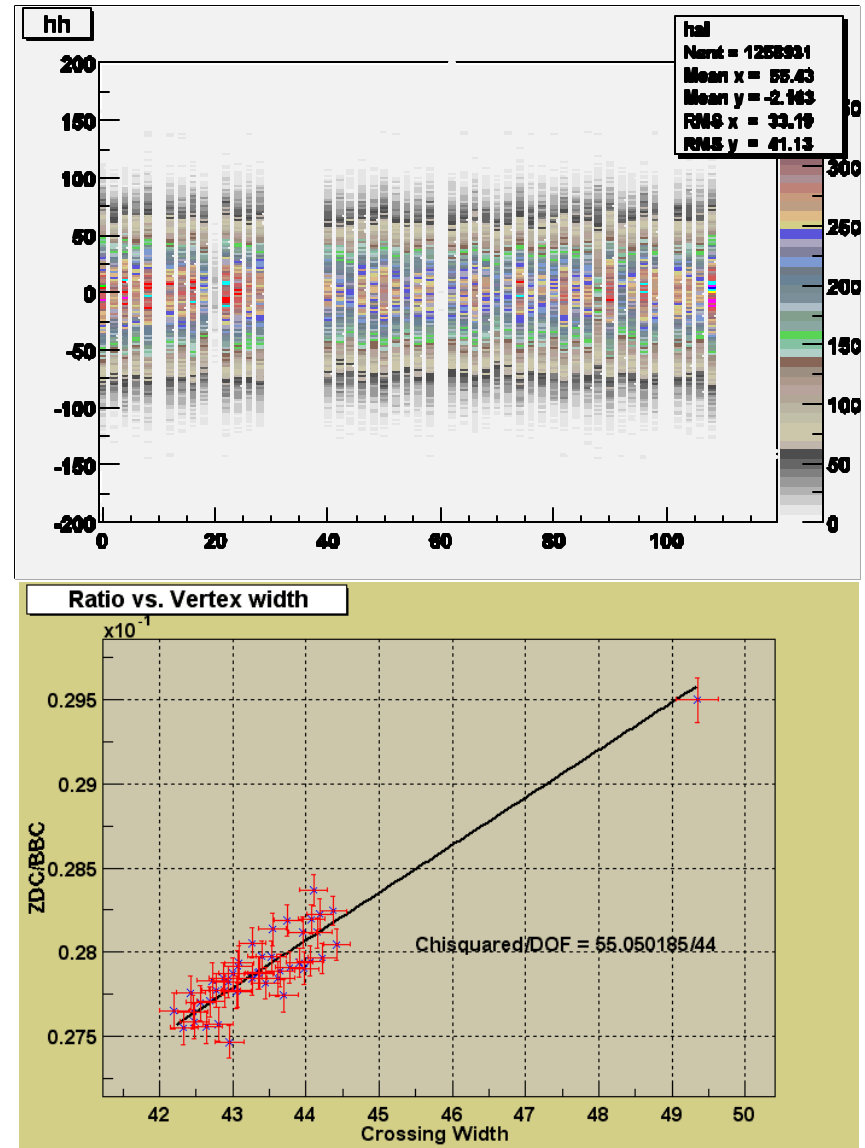 hh
hal
Nent = 1258931
Mean x = 55.43
Mean y = -2.143
RMS x = 33.19
RMS y = 41.13
200
150
100
50
0
-50
-100
-150
-200
0
20
40
60
80
100
300
250
200
150
100
50
0
Ratio vs. Vertex width
x10⁻¹
0.295
0.29
0.285
0.28
0.275
ZDC/BBC
Chisquared/DOF = 55.050185/44
42 43 44 45 46 47 48 49 50
Crossing Width